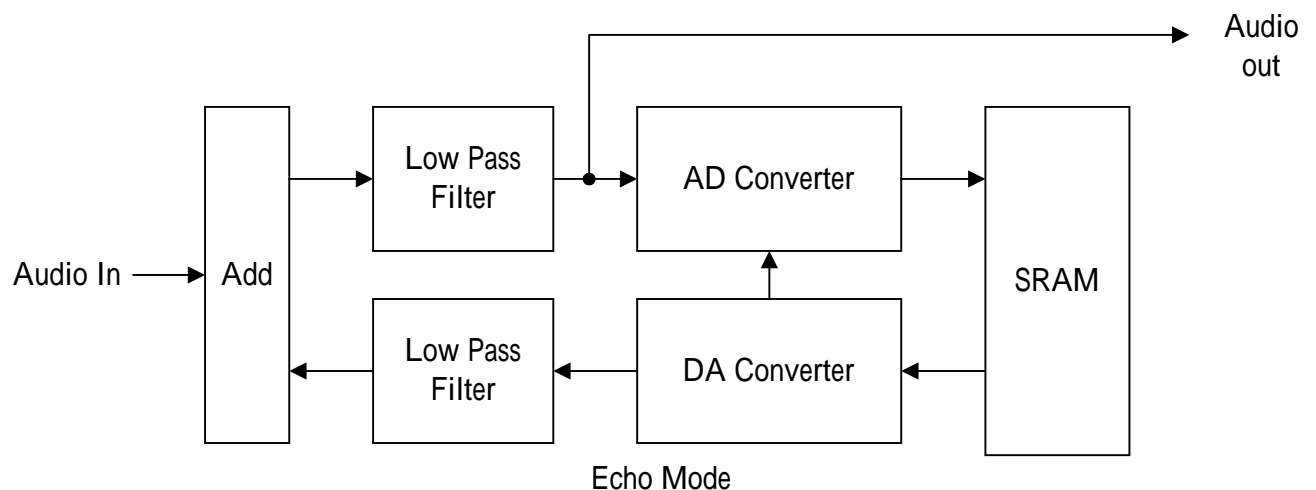 Audio
out
Low Pass
Filter
AD Converter
Audio In
Add
SRAM
Low Pass
Filter
DA Converter
Echo Mode